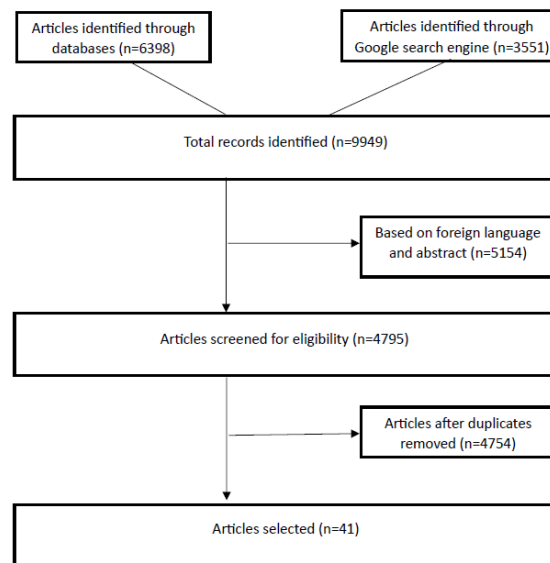 Articles identified through
databases (n=6398)
Articles identified through
Google search engine (n=3551)
Total records identified (n=9949)
Based on foreign language
and abstract (n=5154)
Articles screened for eligibility (n=4795)
Articles after duplicates
removed (n=4754)
Articles selected (n=41)